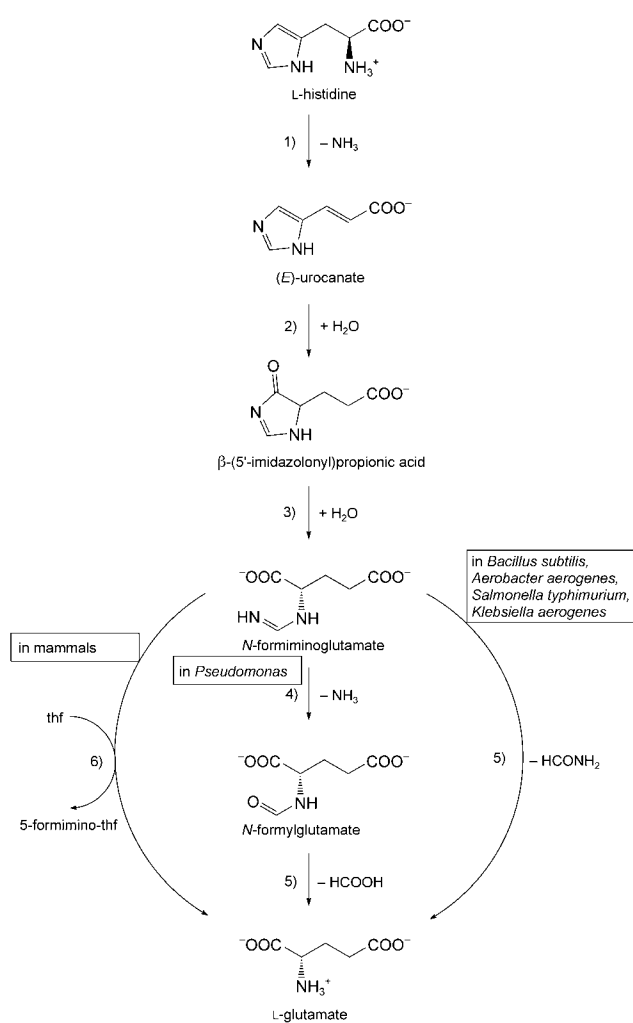 COO⁻
N
NH
NH₃⁺
L-histidine
1) – NH₃
COO⁻
N
NH
(E)-urocanate
2) + H₂O
O
COO⁻
N
NH
β-(5'-imidazolonyl)propionic acid
3) + H₂O
in Bacillus subtilis,
Aerobacter aerogenes,
Salmonella typhimurium,
Klebsiella aerogenes
⁻OOC COO⁻
HN NH
N-formiminoglutamate
in mammals
in Pseudomonas
4) – NH₃
thf
6)
5-formimino-thf
⁻OOC COO⁻
O NH
N-formylglutamate
5) – HCONH₂
5) – HCOOH
⁻OOC COO⁻
NH₃⁺
L-glutamate